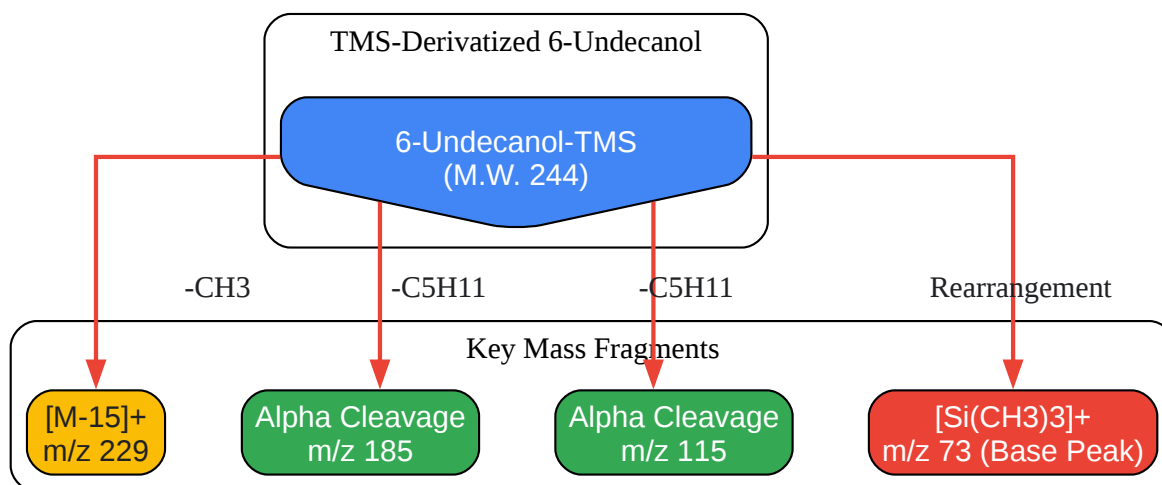 TMS-Derivatized 6-Undecanol
6-Undecanol-TMS
(M.W. 244)
-CH3
-C5H11
-C5H11
Rearrangement
Key Mass Fragments
[M-15]+
m/z 229
Alpha Cleavage
m/z 185
Alpha Cleavage
m/z 115
[Si(CH3)3]+
m/z 73 (Base Peak)